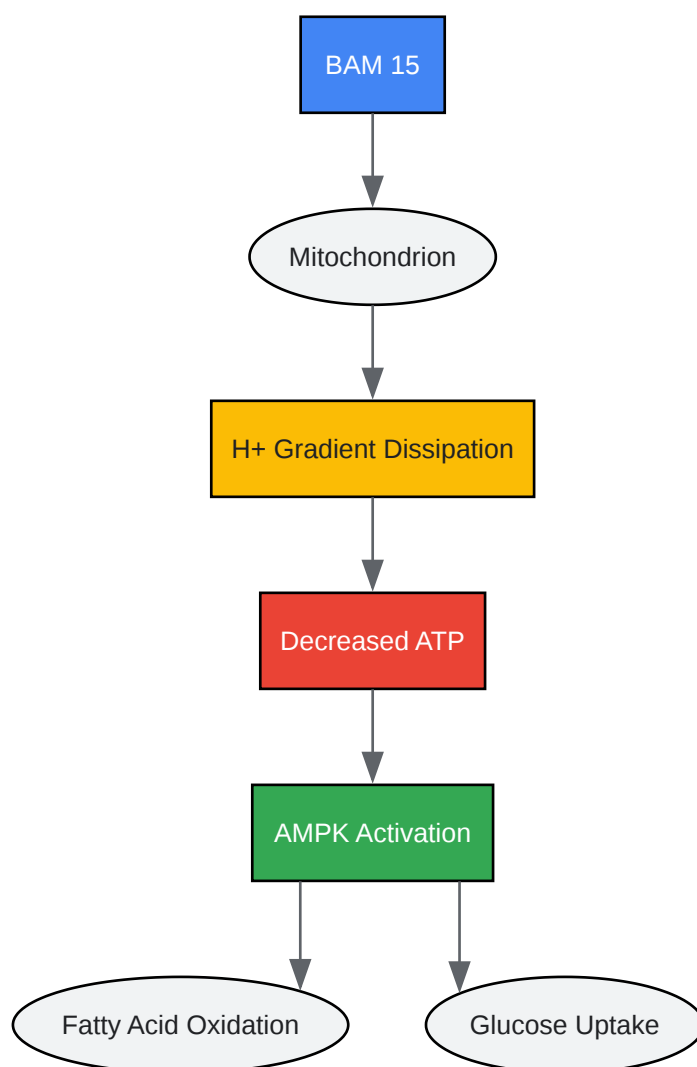 BAM 15
Mitochondrion
H+ Gradient Dissipation
Decreased ATP
AMPK Activation
Fatty Acid Oxidation
Glucose Uptake